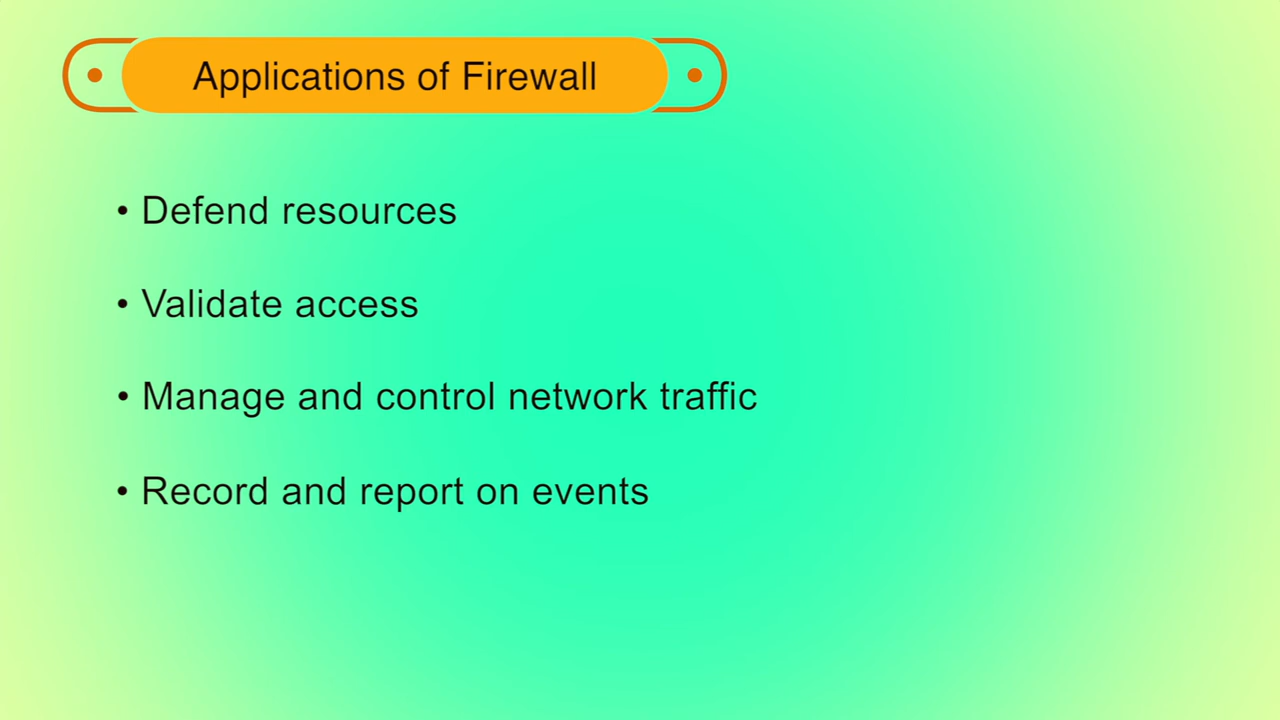 Applications of Firewall
• Defend resources
• Validate access
• Manage and control network traffic
• Record and report on events